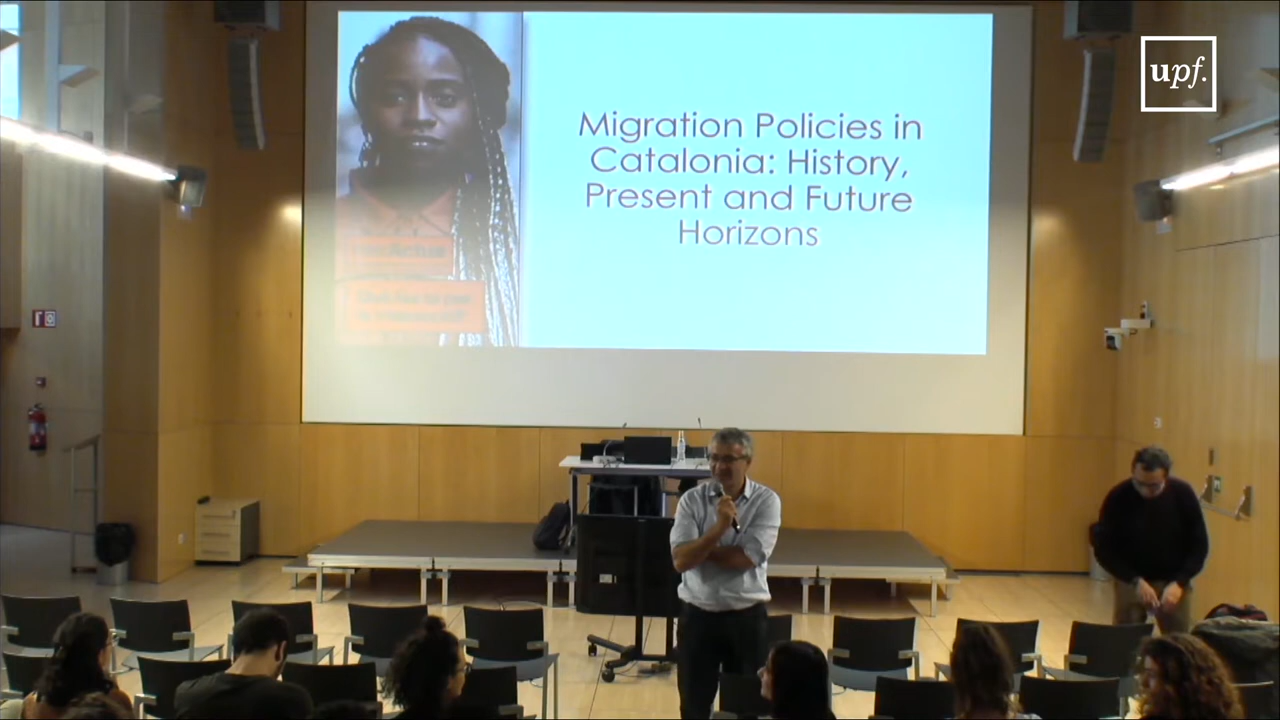 upf.
Migration Policies in
Catalonia: History,
Present and Future
Horizons